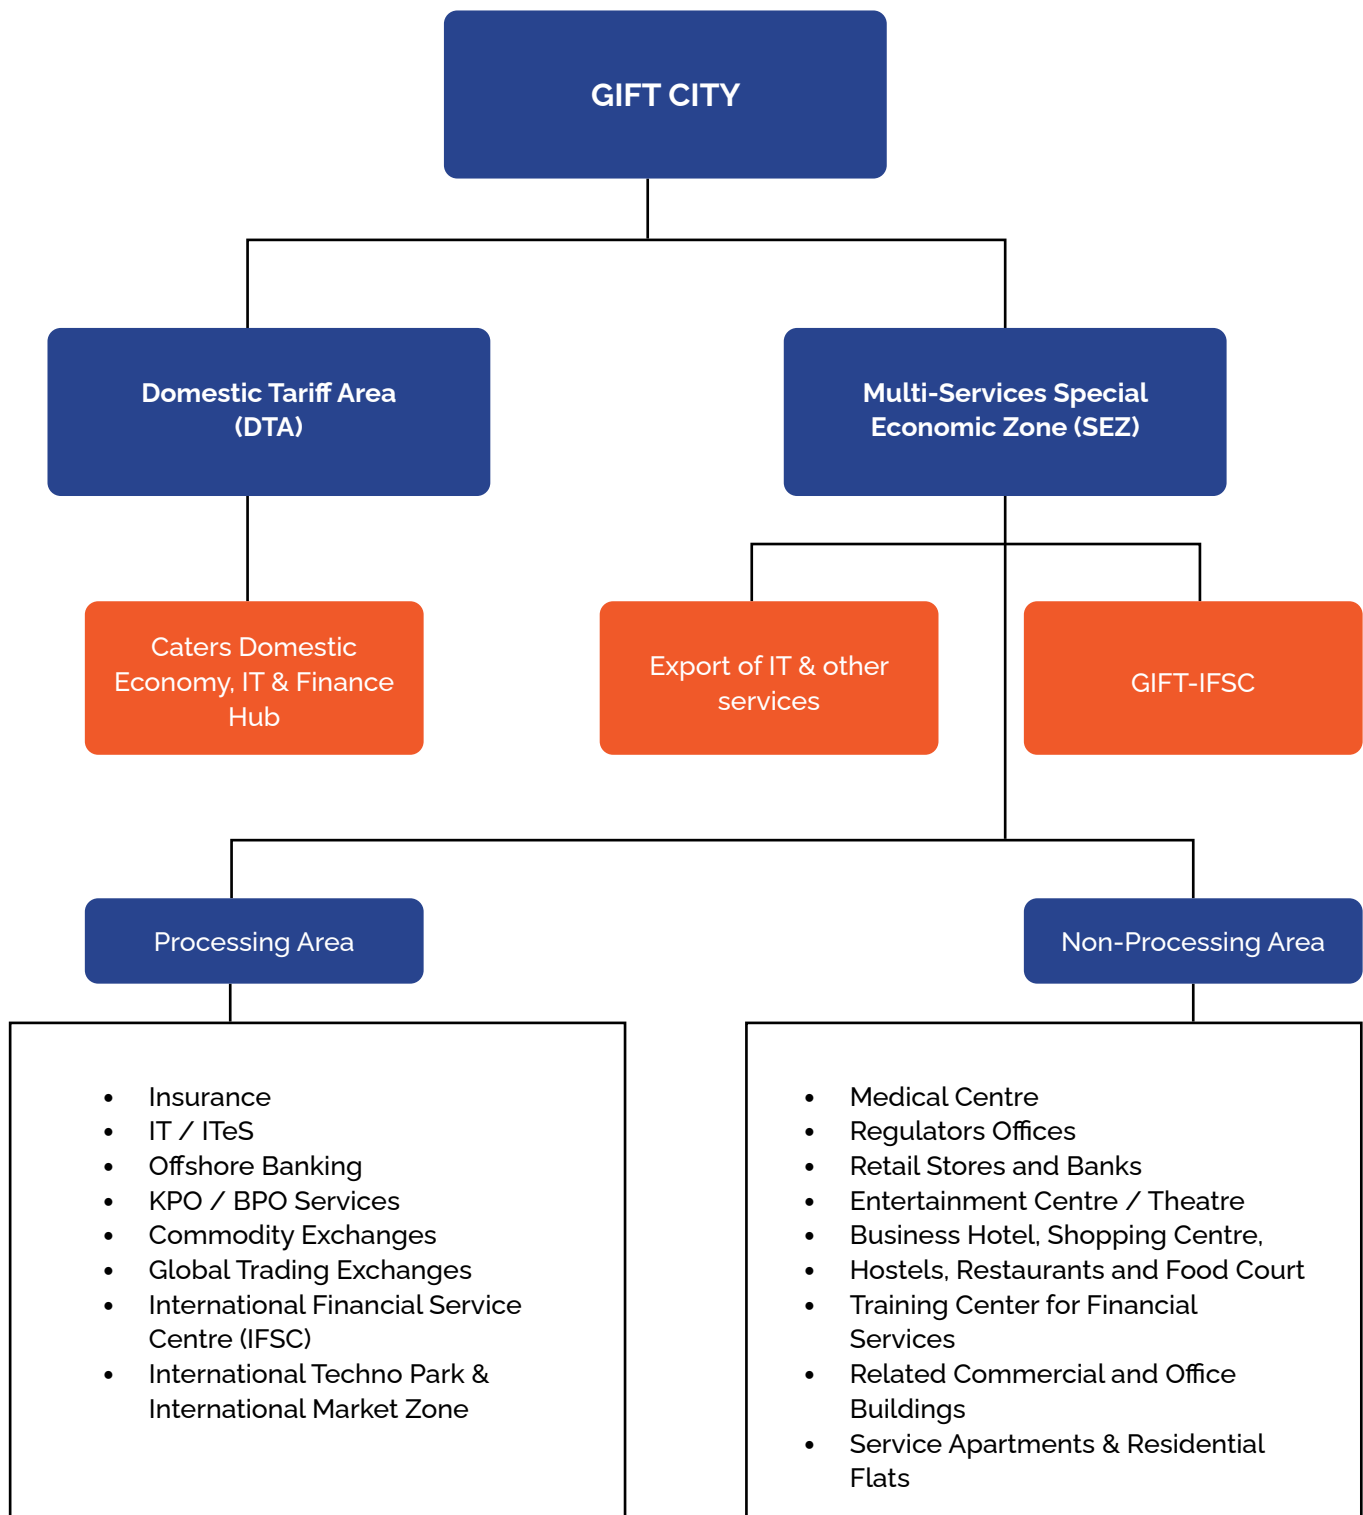 GIFT CITY
Domestic Tariff Area
(DTA)
Multi-Services Special
Economic Zone (SEZ)
Caters Domestic
Economy, IT & Finance
Hub
Export of IT & other
services
GIFT-IFSC
Processing Area
Non-Processing Area
• Insurance
• IT / ITeS
• Offshore Banking
• KPO / BPO Services
• Commodity Exchanges
• Global Trading Exchanges
• International Financial Service
Centre (IFSC)
• International Techno Park &
International Market Zone
• Medical Centre
• Regulators Offices
• Retail Stores and Banks
• Entertainment Centre / Theatre
• Business Hotel, Shopping Centre,
• Hostels, Restaurants and Food Court
• Training Center for Financial
Services
• Related Commercial and Office
Buildings
• Service Apartments & Residential
Flats